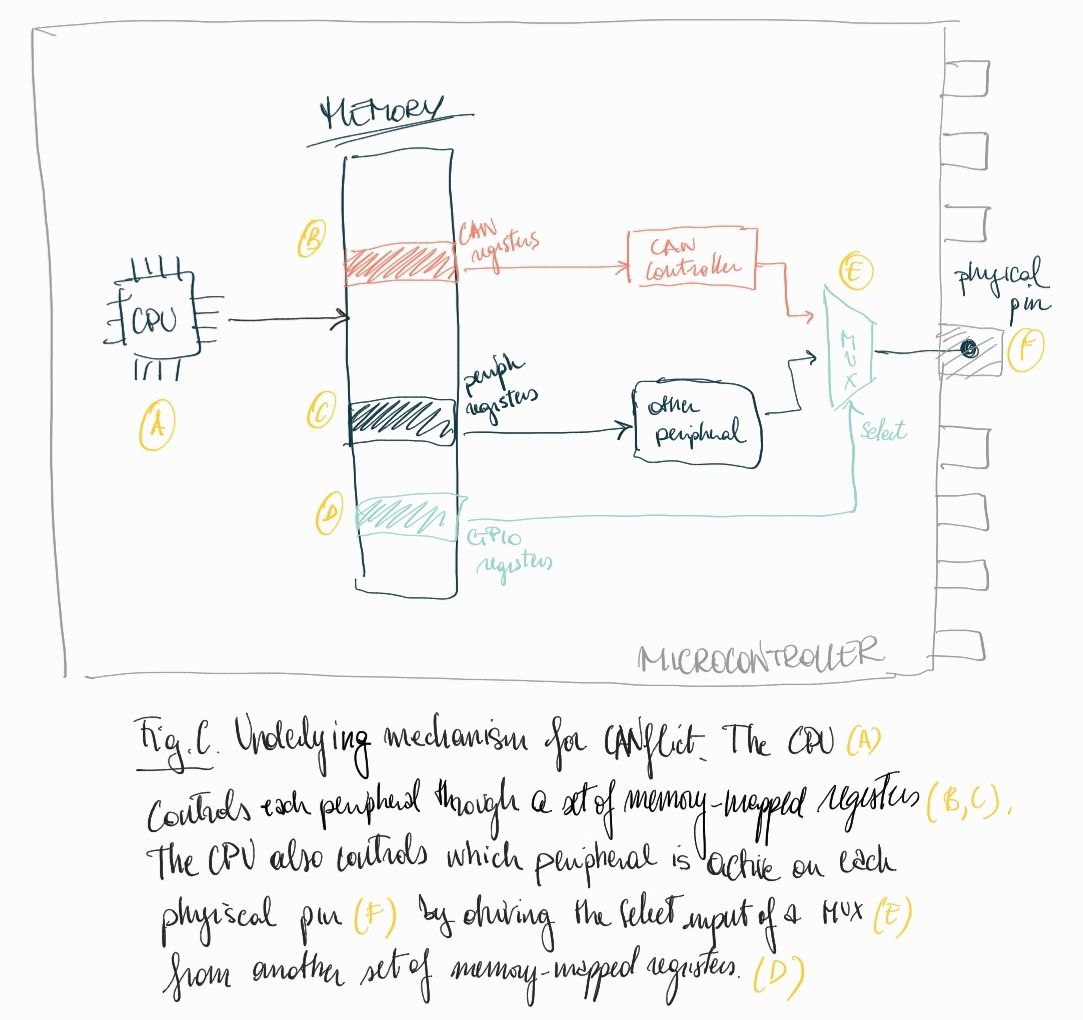 MEMORY
B
CAN
registers
CAN
controller
E
physical
pin
CPU
MUX
F
A
C
periph
registers
other
peripheral
select
D
GPIO
registers
MICROCONTROLLER
Fig. C. Underlying mechanism for CANflict. The CPU (A)
controls each peripheral through a set of memory-mapped registers (B,C).
The CPU also controls which peripheral is active on each
phyiscal pin (F) by driving the select input of a MUX (E)
from another set of memory-mapped registers. (D)